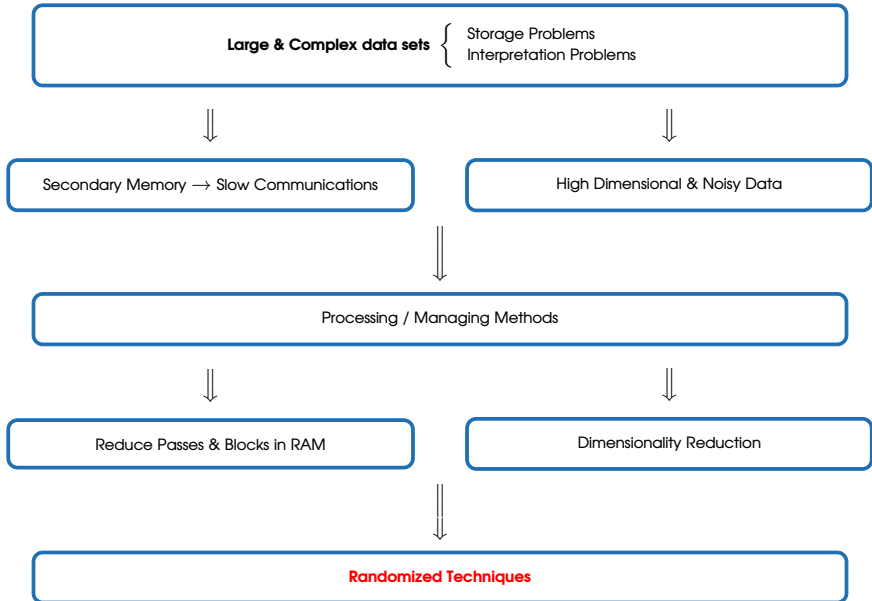 Large & Complex data sets { Storage Problems
Interpretation Problems
⇓ ⇓
Secondary Memory → Slow Communications
High Dimensional & Noisy Data
⇓
Processing / Managing Methods
⇓ ⇓
Reduce Passes & Blocks in RAM
Dimensionality Reduction
⇓
Randomized Techniques